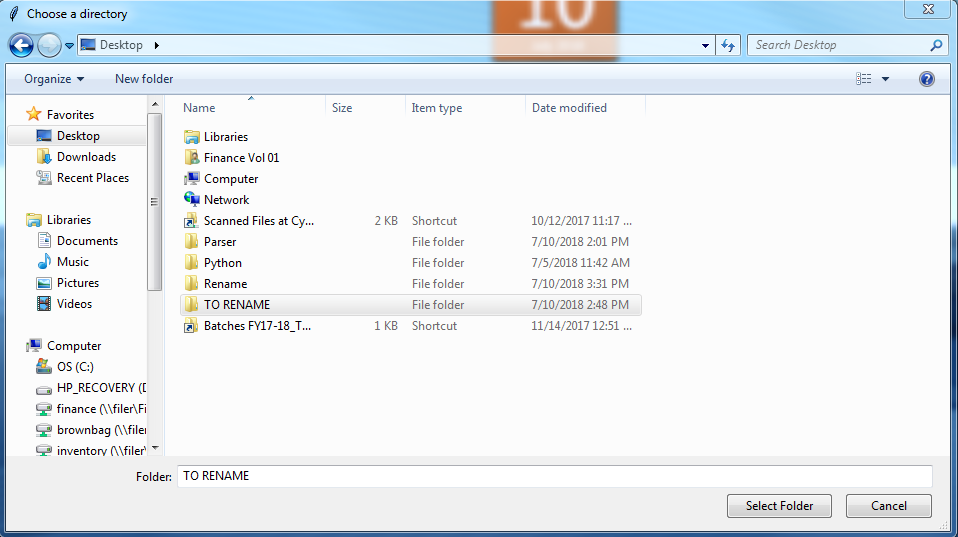 10
Choose a directory
Desktop
Search Desktop
Organize
New folder
Favorites
Desktop
Downloads
Recent Places
Libraries
Documents
Music
Pictures
Videos
Computer
OS (C:)
HP_RECOVERY (D
finance (\\filer\Fi
brownbag (\\filer
inventory (\\filer
Name Size Item type Date modified
Libraries
Finance Vol 01
Computer
Network
Scanned Files at Cy... 2 KB Shortcut 10/12/2017 11:17 ...
Parser File folder 7/10/2018 2:01 PM
Python File folder 7/5/2018 11:42 AM
Rename File folder 7/10/2018 3:31 PM
TO RENAME File folder 7/10/2018 2:48 PM
Batches FY17-18_T... 1 KB Shortcut 11/14/2017 12:51 ...
Folder: TO RENAME
Select Folder
Cancel